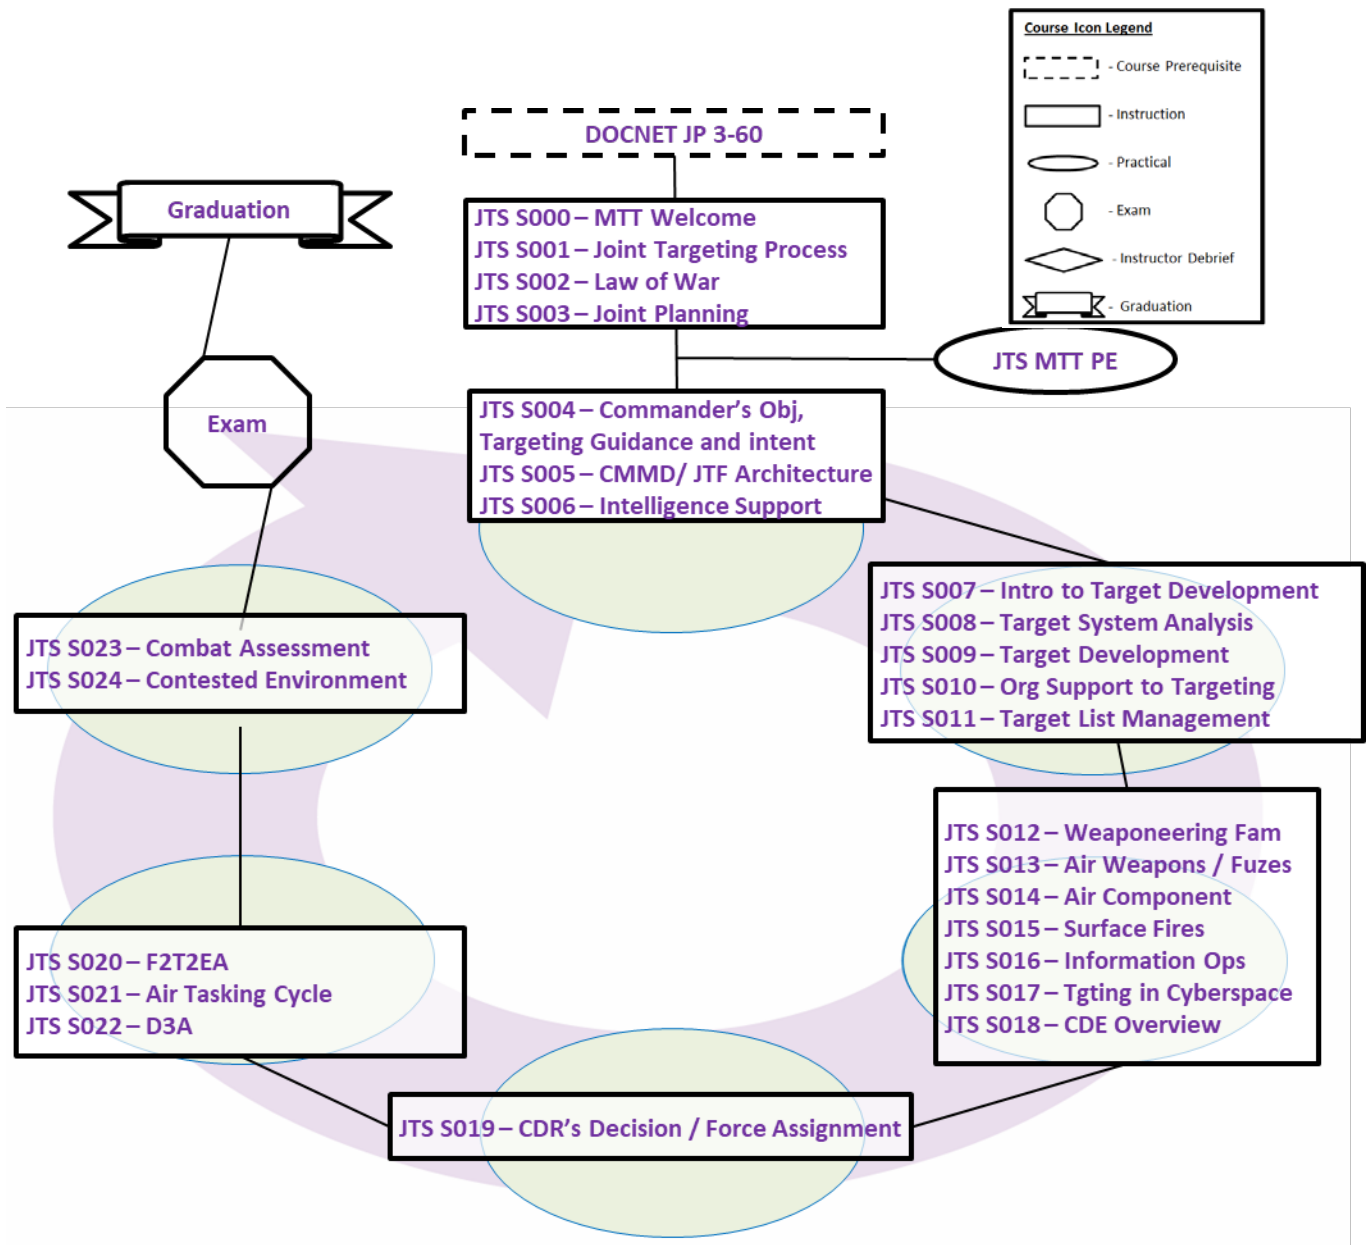 Course Icon Legend
- Course Prerequisite
- Instruction
- Practical
- Exam
- Instructor Debrief
- Graduation
DOCNET JP 3-60
Graduation
JTS S000 – MTT Welcome
JTS S001 – Joint Targeting Process
JTS S002 – Law of War
JTS S003 – Joint Planning
JTS MTT PE
Exam
JTS S004 – Commander's Obj,
Targeting Guidance and intent
JTS S005 – CMMD/ JTF Architecture
JTS S006 – Intelligence Support
JTS S007 – Intro to Target Development
JTS S008 – Target System Analysis
JTS S009 – Target Development
JTS S010 – Org Support to Targeting
JTS S011 – Target List Management
JTS S023 – Combat Assessment
JTS S024 – Contested Environment
JTS S012 – Weaponeering Fam
JTS S013 – Air Weapons / Fuzes
JTS S014 – Air Component
JTS S015 – Surface Fires
JTS S016 – Information Ops
JTS S017 – Tgting in Cyberspace
JTS S018 – CDE Overview
JTS S020 – F2T2EA
JTS S021 – Air Tasking Cycle
JTS S022 – D3A
JTS S019 – CDR's Decision / Force Assignment